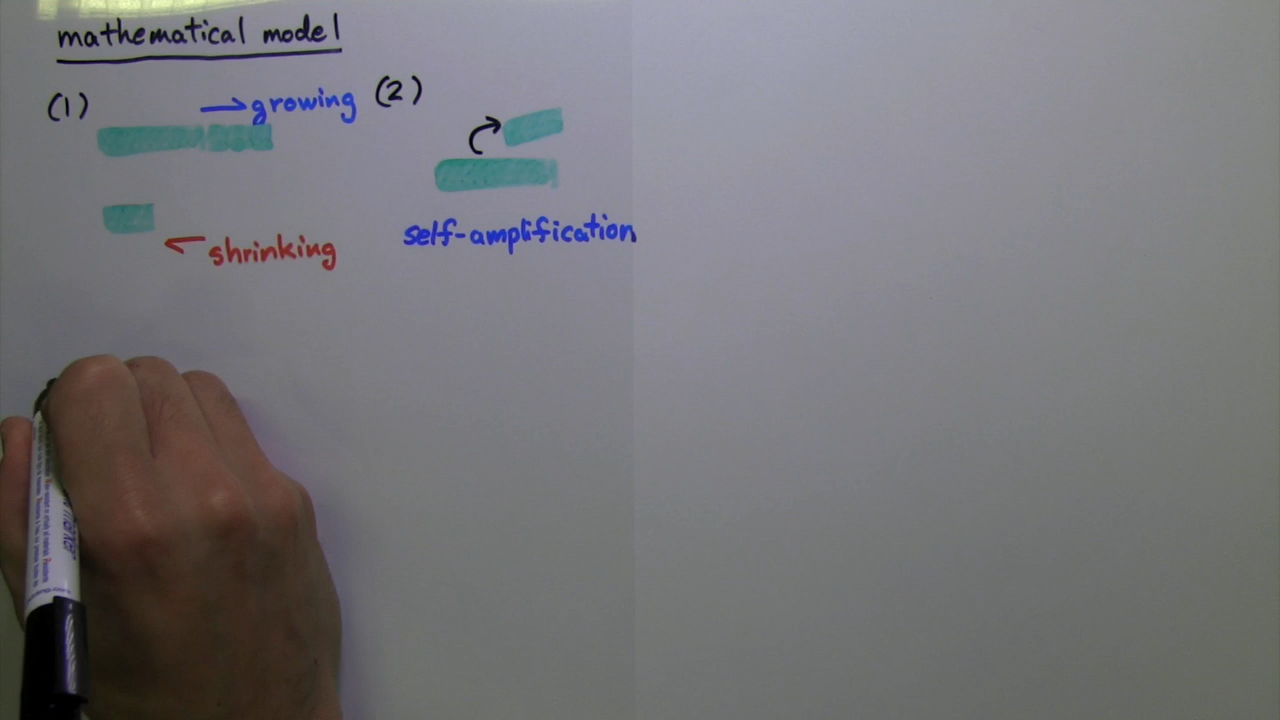 mathematical model
(1)
→ growing
← shrinking
(2)
self-amplification